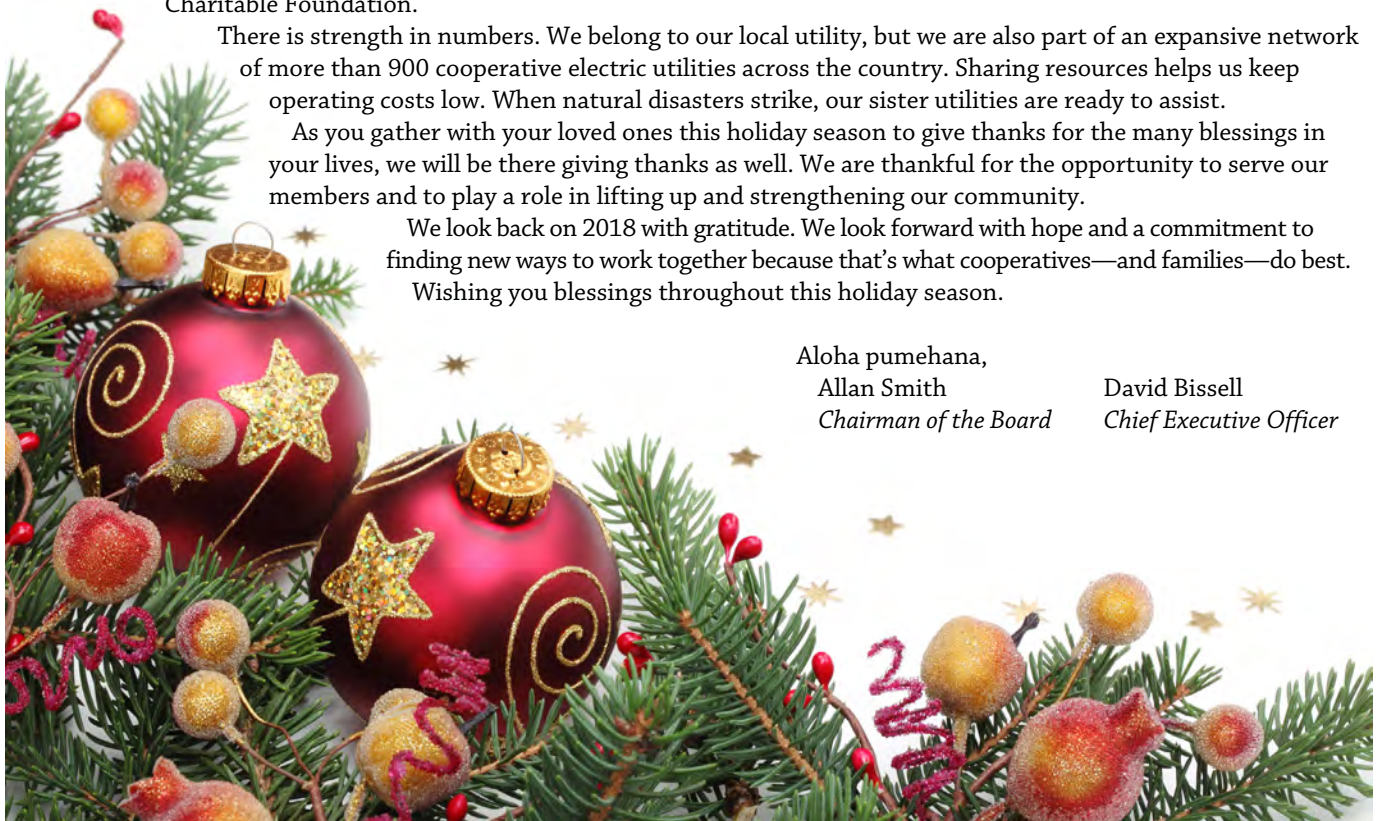 Charitable Foundation.
There is strength in numbers. We belong to our local utility, but we are also part of an expansive network
of more than 900 cooperative electric utilities across the country. Sharing resources helps us keep
operating costs low. When natural disasters strike, our sister utilities are ready to assist.
As you gather with your loved ones this holiday season to give thanks for the many blessings in
your lives, we will be there giving thanks as well. We are thankful for the opportunity to serve our
members and to play a role in lifting up and strengthening our community.
We look back on 2018 with gratitude. We look forward with hope and a commitment to
finding new ways to work together because that’s what cooperatives—and families—do best.
Wishing you blessings throughout this holiday season.
Aloha pumehana,
Allan Smith David Bissell
Chairman of the Board Chief Executive Officer